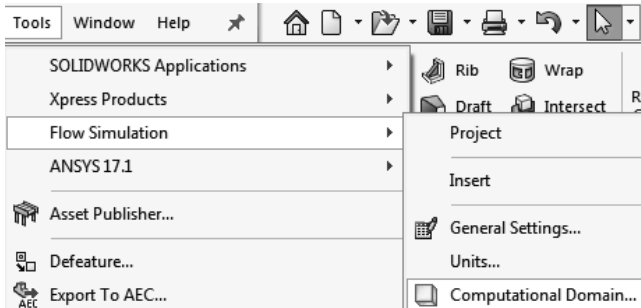 Tools Window Help
SOLIDWORKS Applications
Xpress Products
Flow Simulation
ANSYS 17.1
Asset Publisher...
Defeature...
AEC Export To AEC...
Rib Wrap
Draft Intersect R
Project
Insert
General Settings...
Units...
Computational Domain...